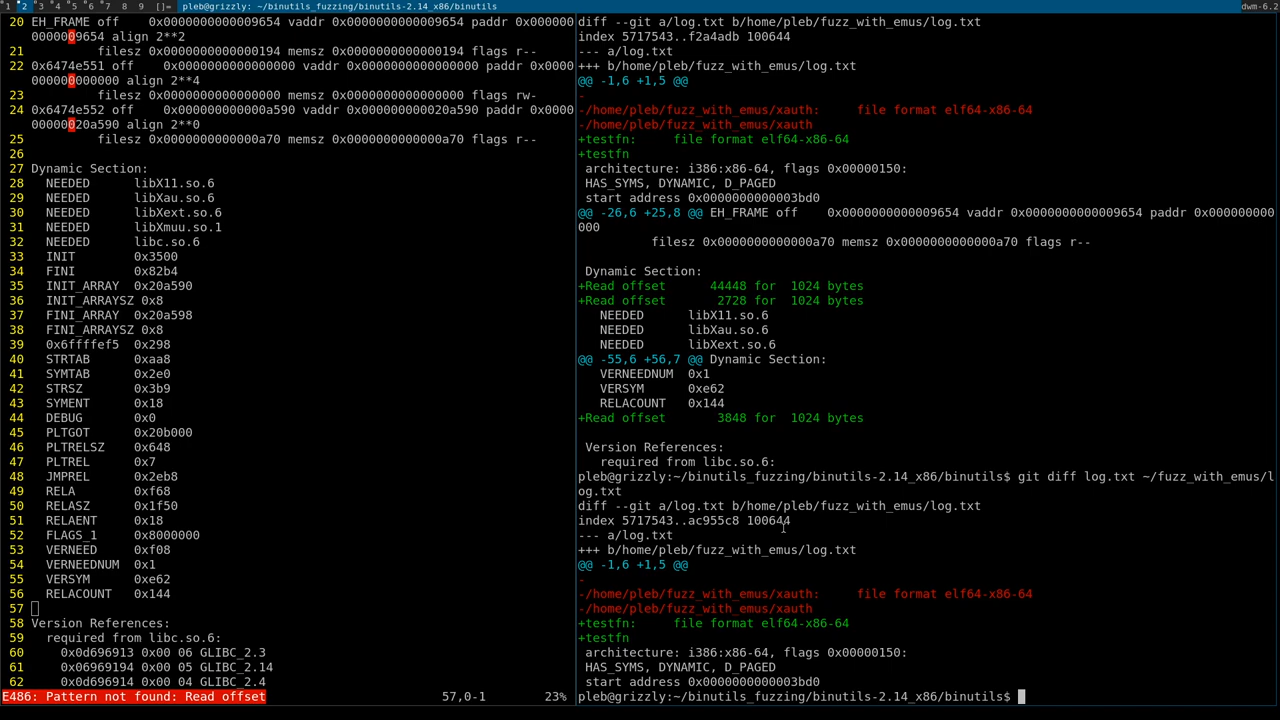 1 2 3 4 5 6 7 8 9 []= pleb@grizzly: ~/binutils_fuzzing/binutils-2.14_x86/binutils dwm-6.2
20 EH_FRAME off    0x0000000000009654 vaddr 0x0000000000009654 paddr 0x000000
0000009654 align 2**2
21          filesz 0x0000000000000194 memsz 0x0000000000000194 flags r--
22 0x6474e551 off    0x0000000000000000 vaddr 0x0000000000000000 paddr 0x0000
000000000000 align 2**4
23          filesz 0x0000000000000000 memsz 0x0000000000000000 flags rw-
24 0x6474e552 off    0x000000000000a590 vaddr 0x000000000020a590 paddr 0x0000
00000020a590 align 2**0
25          filesz 0x0000000000000a70 memsz 0x0000000000000a70 flags r--
26
27 Dynamic Section:
28   NEEDED      libX11.so.6
29   NEEDED      libXau.so.6
30   NEEDED      libXext.so.6
31   NEEDED      libXmuu.so.1
32   NEEDED      libc.so.6
33   INIT        0x3500
34   FINI        0x82b4
35   INIT_ARRAY  0x20a590
36   INIT_ARRAYSZ 0x8
37   FINI_ARRAY  0x20a598
38   FINI_ARRAYSZ 0x8
39   0x6ffffef5  0x298
40   STRTAB      0xaa8
41   SYMTAB      0x2e0
42   STRSZ       0x3b9
43   SYMENT      0x18
44   DEBUG       0x0
45   PLTGOT      0x20b000
46   PLTRELSZ    0x648
47   PLTREL      0x7
48   JMPREL      0x2eb8
49   RELA        0xf68
50   RELASZ      0x1f50
51   RELAENT     0x18
52   FLAGS_1     0x8000000
53   VERNEED     0xf08
54   VERNEEDNUM  0x1
55   VERSYM      0xe62
56   RELACOUNT   0x144
57
58 Version References:
59   required from libc.so.6:
60     0x0d696913 0x00 06 GLIBC_2.3
61     0x06969194 0x00 05 GLIBC_2.14
62     0x0d696914 0x00 04 GLIBC_2.4
E486: Pattern not found: Read offset 57,0-1 23%
diff --git a/log.txt b/home/pleb/fuzz_with_emus/log.txt
index 5717543..f2a4adb 100644
--- a/log.txt
+++ b/home/pleb/fuzz_with_emus/log.txt
@@ -1,6 +1,5 @@
-
-/home/pleb/fuzz_with_emus/xauth:     file format elf64-x86-64
-/home/pleb/fuzz_with_emus/xauth
+testfn:     file format elf64-x86-64
+testfn
 architecture: i386:x86-64, flags 0x00000150:
 HAS_SYMS, DYNAMIC, D_PAGED
 start address 0x0000000000003bd0
@@ -26,6 +25,8 @@ EH_FRAME off    0x0000000000009654 vaddr 0x0000000000009654 paddr 0x000000000
000
          filesz 0x0000000000000a70 memsz 0x0000000000000a70 flags r--
 Dynamic Section:
+Read offset      44448 for  1024 bytes
+Read offset       2728 for  1024 bytes
   NEEDED      libX11.so.6
   NEEDED      libXau.so.6
   NEEDED      libXext.so.6
@@ -55,6 +56,7 @@ Dynamic Section:
   VERNEEDNUM  0x1
   VERSYM      0xe62
   RELACOUNT   0x144
+Read offset       3848 for  1024 bytes
 Version References:
   required from libc.so.6:
pleb@grizzly:~/binutils_fuzzing/binutils-2.14_x86/binutils$ git diff log.txt ~/fuzz_with_emus/l
og.txt
diff --git a/log.txt b/home/pleb/fuzz_with_emus/log.txt
index 5717543..ac955c8 100644
--- a/log.txt
+++ b/home/pleb/fuzz_with_emus/log.txt
@@ -1,6 +1,5 @@
-
-/home/pleb/fuzz_with_emus/xauth:     file format elf64-x86-64
-/home/pleb/fuzz_with_emus/xauth
+testfn:     file format elf64-x86-64
+testfn
 architecture: i386:x86-64, flags 0x00000150:
 HAS_SYMS, DYNAMIC, D_PAGED
 start address 0x0000000000003bd0
pleb@grizzly:~/binutils_fuzzing/binutils-2.14_x86/binutils$